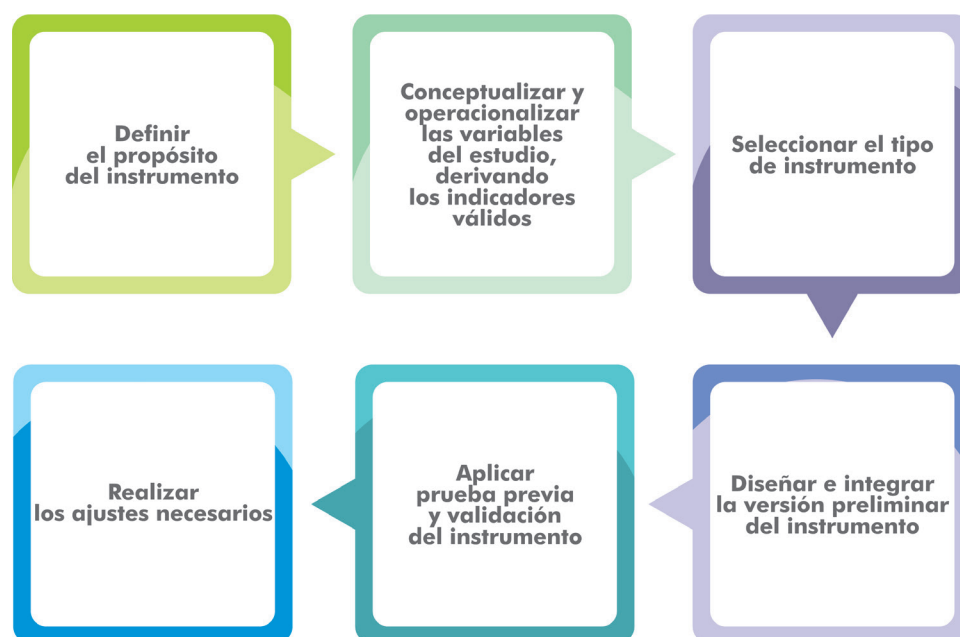 Definir
el propósito
del instrumento
Conceptualizar y
operacionalizar
las variables
del estudio,
derivando
los indicadores
válidos
Seleccionar el tipo
de instrumento
Diseñar e integrar
la versión preliminar
del instrumento
Aplicar
prueba previa
y validación
del instrumento
Realizar
los ajustes necesarios